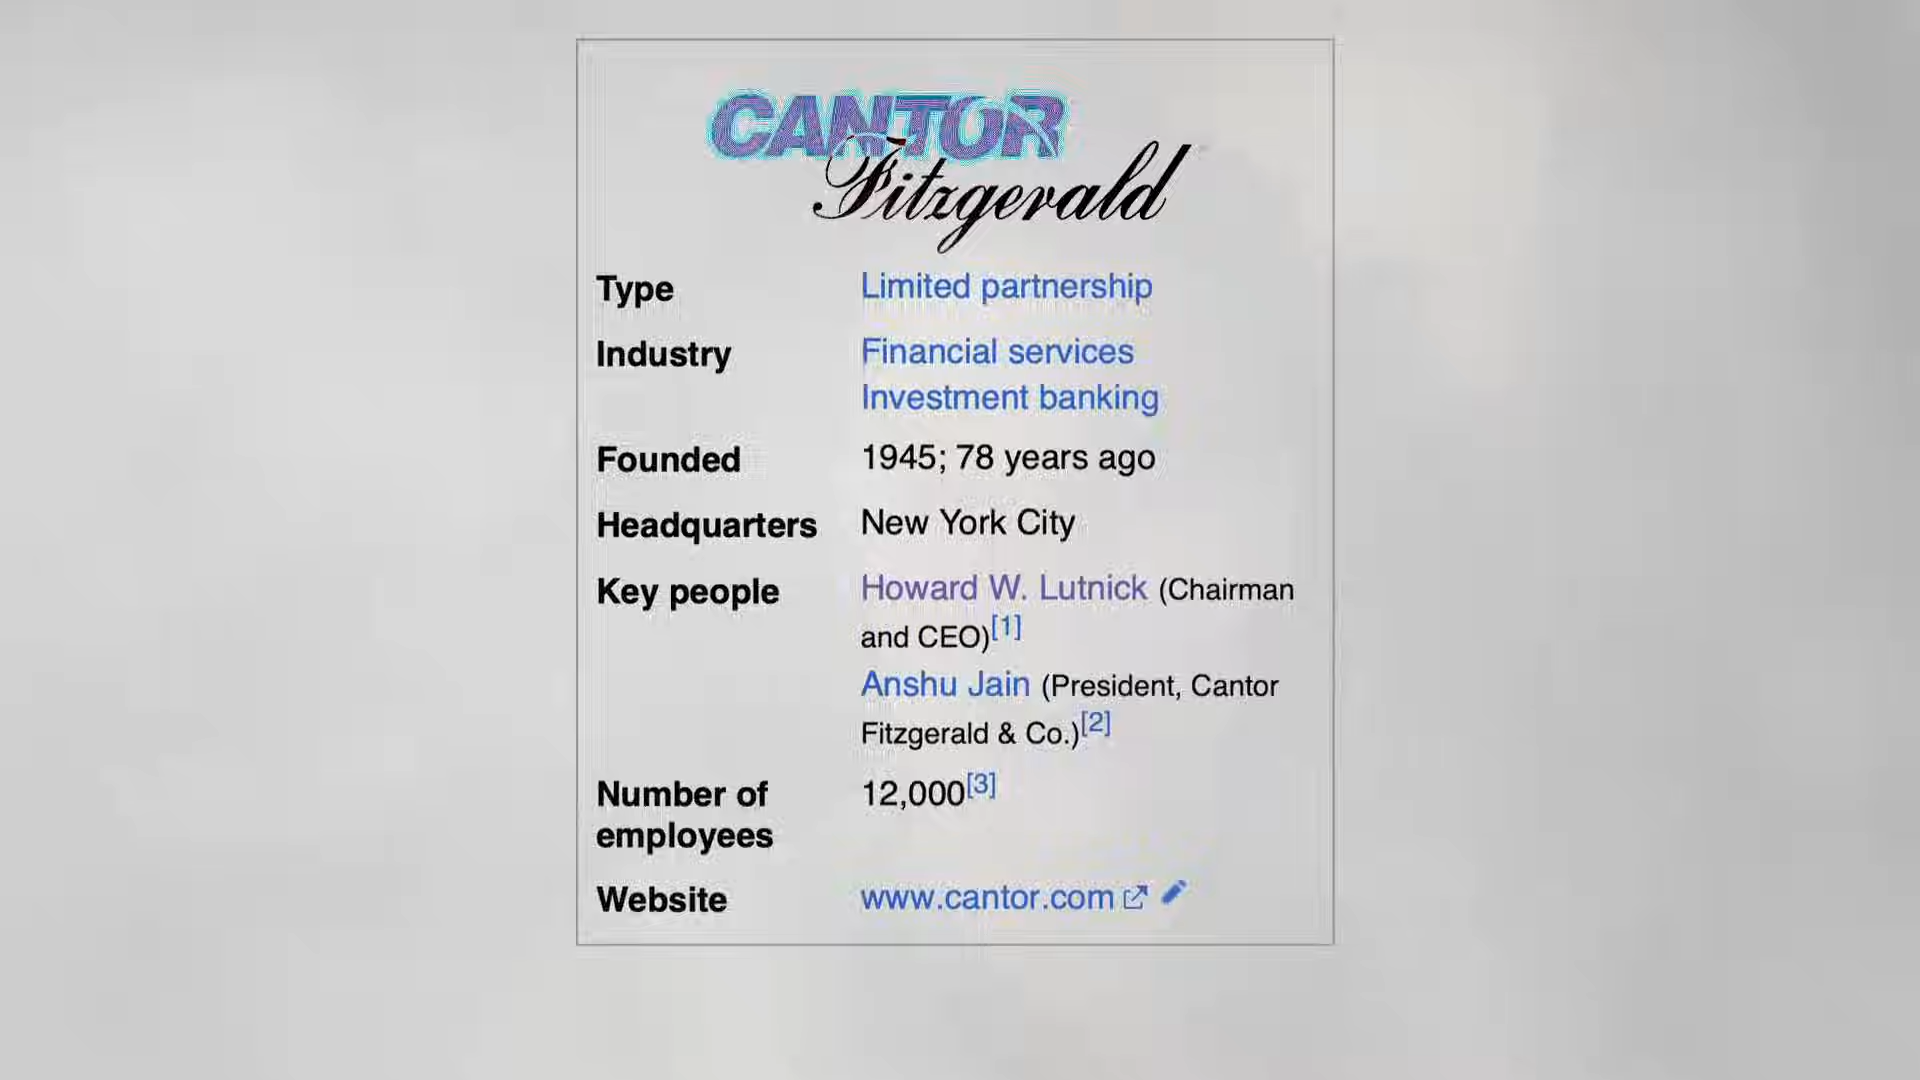 CANTOR
Fitzgerald
Type Limited partnership
Industry Financial services
Investment banking
Founded 1945; 78 years ago
Headquarters New York City
Key people Howard W. Lutnick (Chairman
and CEO)[1]
Anshu Jain (President, Cantor
Fitzgerald & Co.)[2]
Number of 12,000[3]
employees
Website www.cantor.com